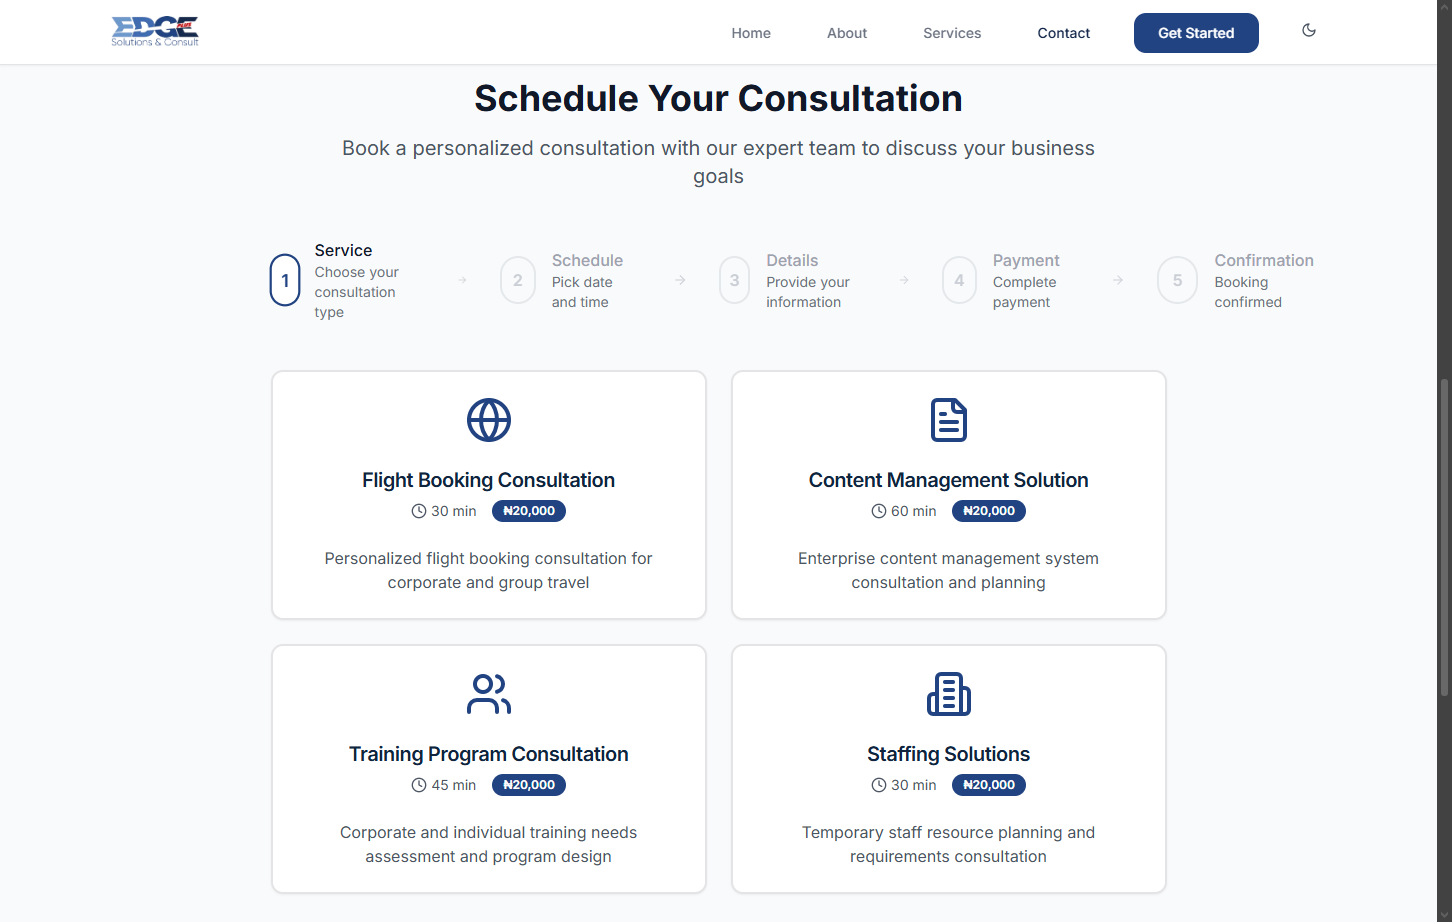 EDGE PLUS
Solutions & Consult
Home
About
Services
Contact
Get Started
Schedule Your Consultation
Book a personalized consultation with our expert team to discuss your business
goals
1
Service
Choose your
consultation
type
2
Schedule
Pick date
and time
3
Details
Provide your
information
4
Payment
Complete
payment
5
Confirmation
Booking
confirmed
Flight Booking Consultation
30 min
₦20,000
Personalized flight booking consultation for
corporate and group travel
Content Management Solution
60 min
₦20,000
Enterprise content management system
consultation and planning
Training Program Consultation
45 min
₦20,000
Corporate and individual training needs
assessment and program design
Staffing Solutions
30 min
₦20,000
Temporary staff resource planning and
requirements consultation